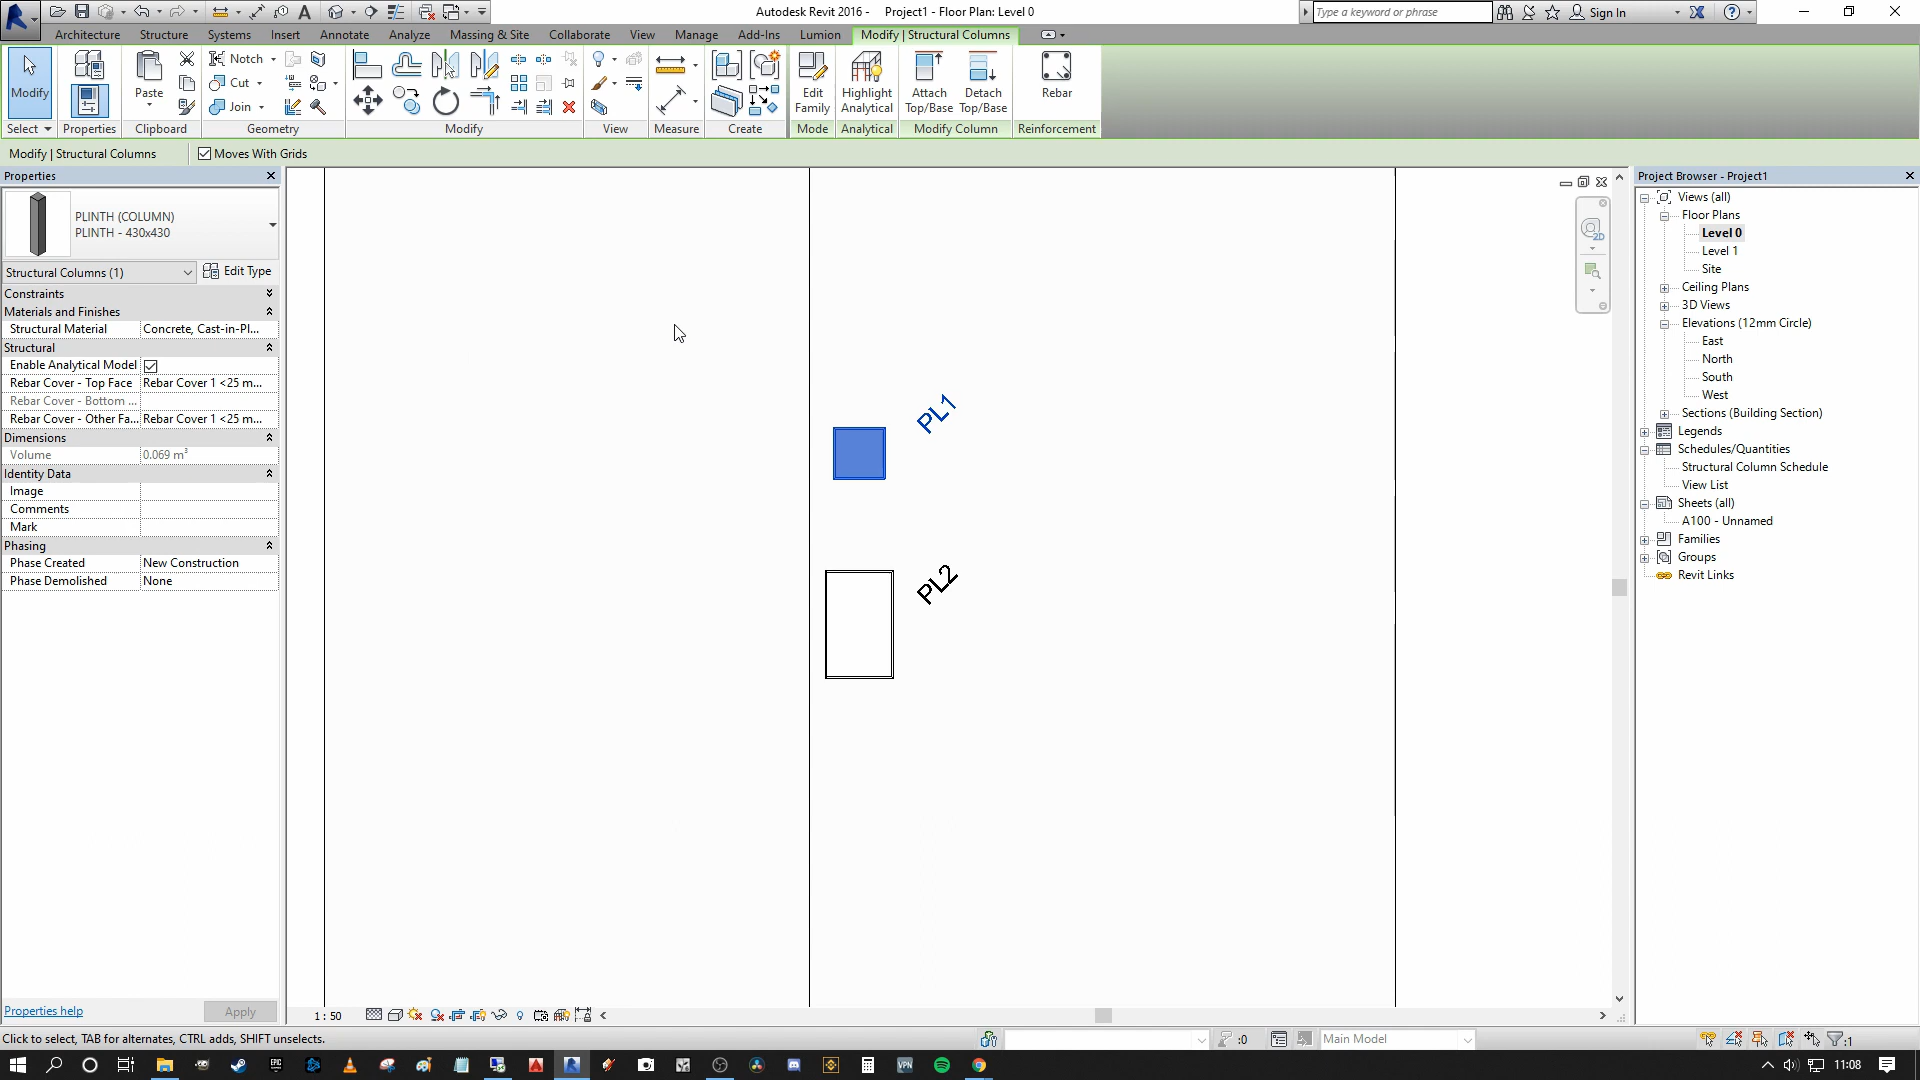 Autodesk Revit 2016 -     Project1 - Floor Plan: Level 0
Type a keyword or phrase
Sign In
Architecture
Structure
Systems
Insert
Annotate
Analyze
Massing & Site
Collaborate
View
Manage
Add-Ins
Lumion
Modify | Structural Columns
Modify
Paste
Notch
Cut
Join
Edit
Family
Highlight
Analytical
Attach
Top/Base
Detach
Top/Base
Rebar
Select
Properties
Clipboard
Geometry
Modify
View
Measure
Create
Mode
Analytical
Modify Column
Reinforcement
Modify | Structural Columns
Moves With Grids
Properties
PLINTH (COLUMN)
PLINTH - 430x430
Structural Columns (1)
Edit Type
Constraints
Materials and Finishes
Structural Material Concrete, Cast-in-Pl...
Structural
Enable Analytical Model
Rebar Cover - Top Face Rebar Cover 1 <25 m...
Rebar Cover - Bottom ...
Rebar Cover - Other Fa... Rebar Cover 1 <25 m...
Dimensions
Volume 0.069 m³
Identity Data
Image
Comments
Mark
Phasing
Phase Created New Construction
Phase Demolished None
Properties help
Apply
2D
PL1
PL2
1 : 50
Project Browser - Project1
Views (all)
Floor Plans
Level 0
Level 1
Site
Ceiling Plans
3D Views
Elevations (12mm Circle)
East
North
South
West
Sections (Building Section)
Legends
Schedules/Quantities
Structural Column Schedule
View List
Sheets (all)
A100 - Unnamed
Families
Groups
Revit Links
Click to select, TAB for alternates, CTRL adds, SHIFT unselects.
:0
Main Model
:1
EPIC
VPN
11:08